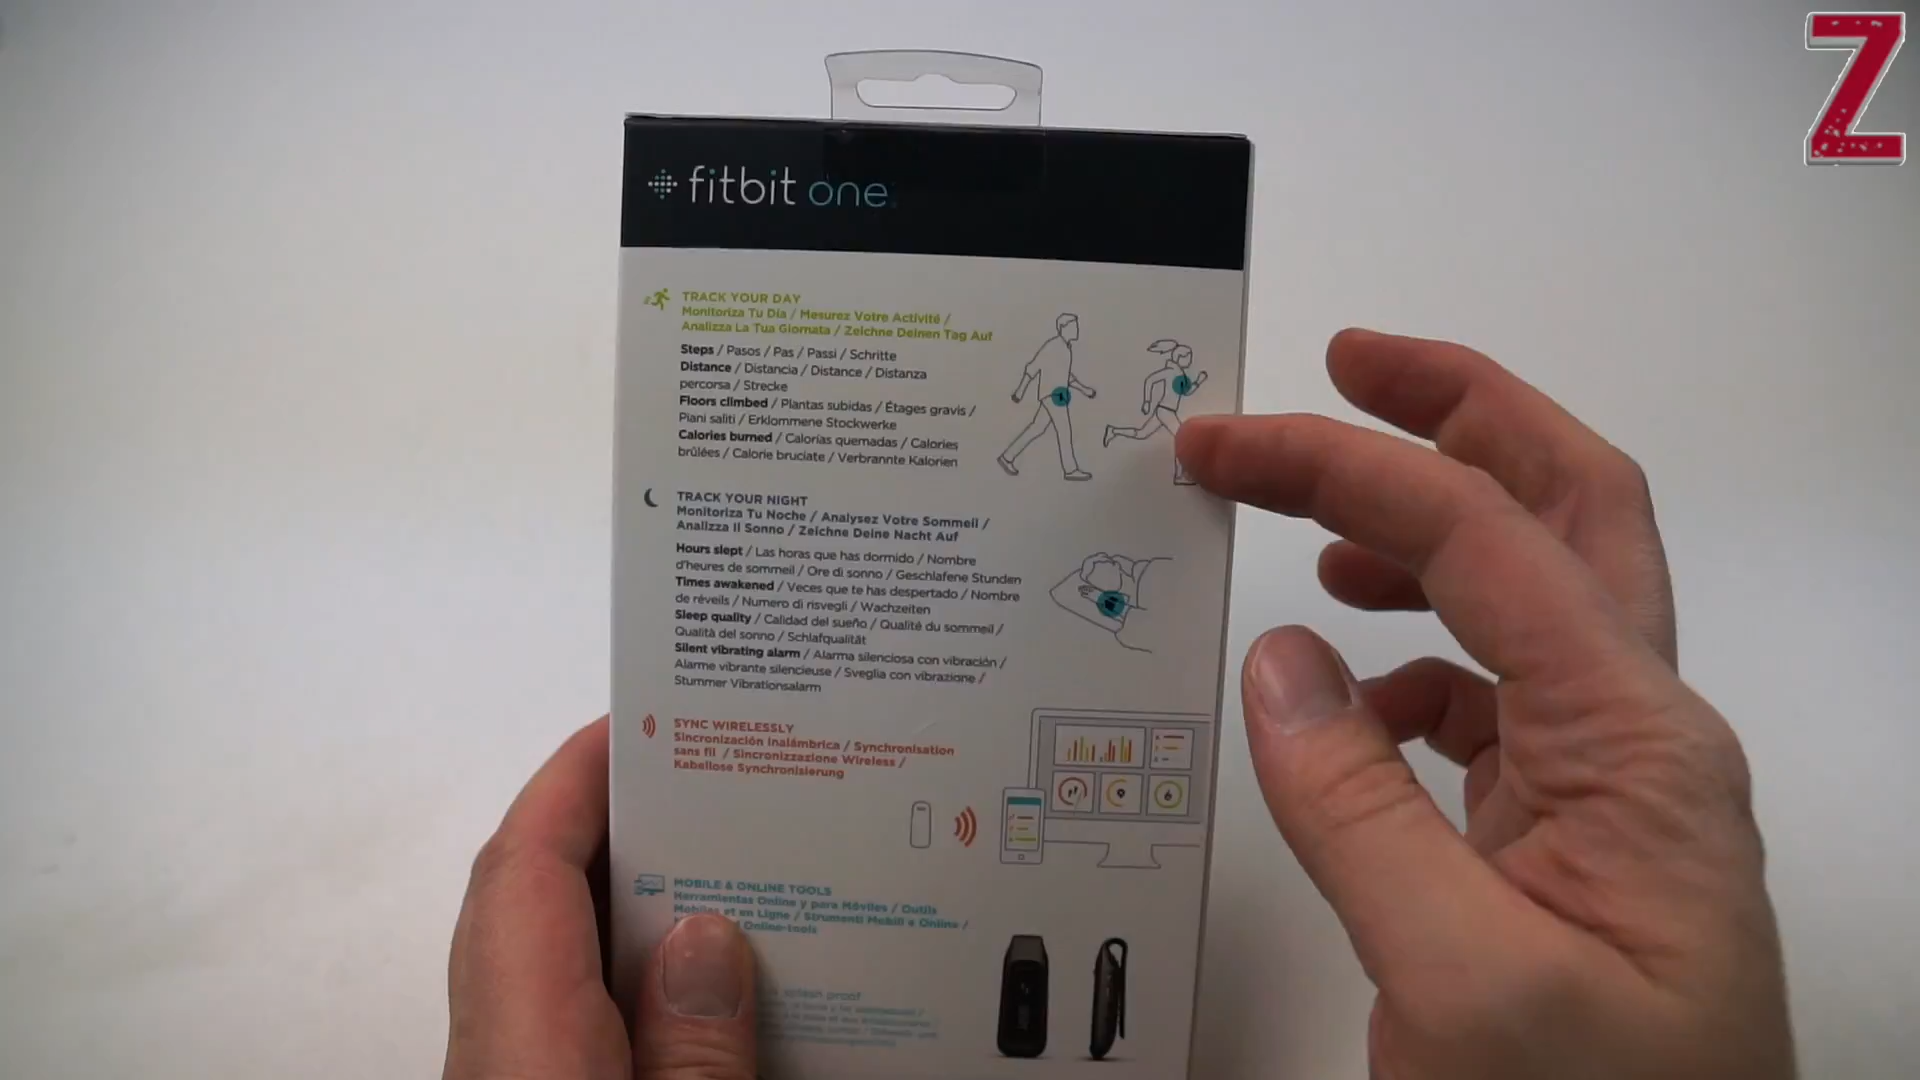 Z
fitbit one
TRACK YOUR DAY
Monitoriza Tu Día / Mesurez Votre Activité /
Analizza La Tua Giornata / Zeichne Deinen Tag Auf
Steps / Pasos / Pas / Passi / Schritte
Distance / Distancia / Distance / Distanza
percorsa / Strecke
Floors climbed / Plantas subidas / Étages gravis /
Piani saliti / Erklommene Stockwerke
Calories burned / Calorías quemadas / Calories
brûlées / Calorie bruciate / Verbrannte Kalorien
TRACK YOUR NIGHT
Monitoriza Tu Noche / Analysez Votre Sommeil /
Analizza Il Sonno / Zeichne Deine Nacht Auf
Hours slept / Las horas que has dormido / Nombre
d'heures de sommeil / Ore di sonno / Geschlafene Stunden
Times awakened / Veces que te has despertado / Nombre
de réveils / Numero di risvegli / Wachzeiten
Sleep quality / Calidad del sueño / Qualité du sommeil /
Qualità del sonno / Schlafqualität
Silent vibrating alarm / Alarma silenciosa con vibración /
Alarme vibrante silencieuse / Sveglia con vibrazione /
Stummer Vibrationsalarm
SYNC WIRELESSLY
Sincronización Inalámbrica / Synchronisation
sans fil / Sincronizzazione Wireless /
Kabellose Synchronisierung
MOBILE & ONLINE TOOLS
Herramientas Online y para Móviles / Outils
Mobiles et en Ligne / Strumenti Mobili e Online /
Online-tools
splash proof